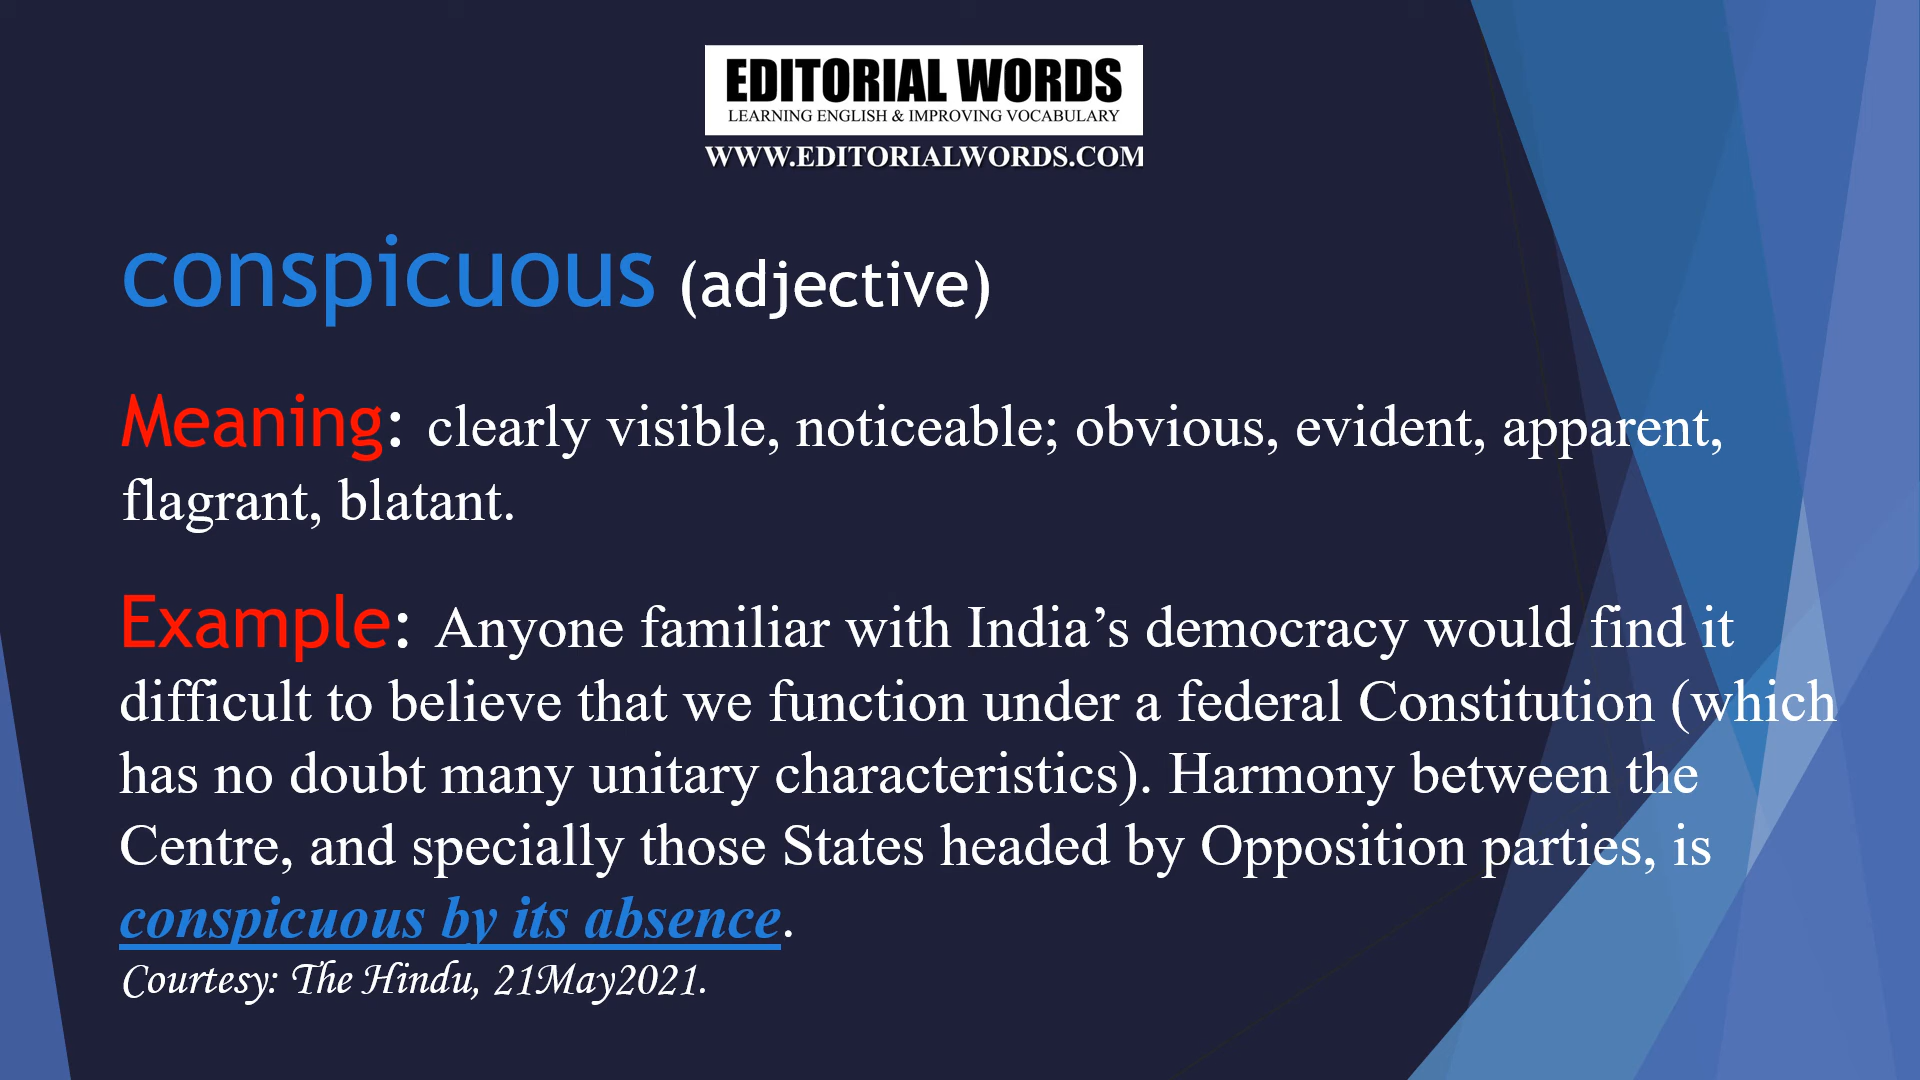 EDITORIAL WORDS
LEARNING ENGLISH & IMPROVING VOCABULARY
WWW.EDITORIALWORDS.COM
conspicuous (adjective)
Meaning: clearly visible, noticeable; obvious, evident, apparent,
flagrant, blatant.
Example: Anyone familiar with India’s democracy would find it
difficult to believe that we function under a federal Constitution (which
has no doubt many unitary characteristics). Harmony between the
Centre, and specially those States headed by Opposition parties, is
conspicuous by its absence.
Courtesy: The Hindu, 21May2021.